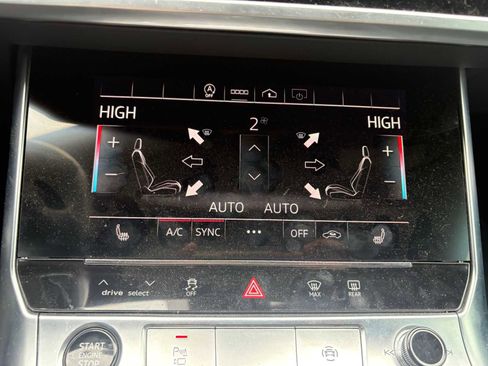 OFF
HIGH 2 HIGH
+ +
- -
AUTO AUTO
A/C SYNC ... OFF
drive select OFF MAX REAR
START
ENGINE
STOP
P